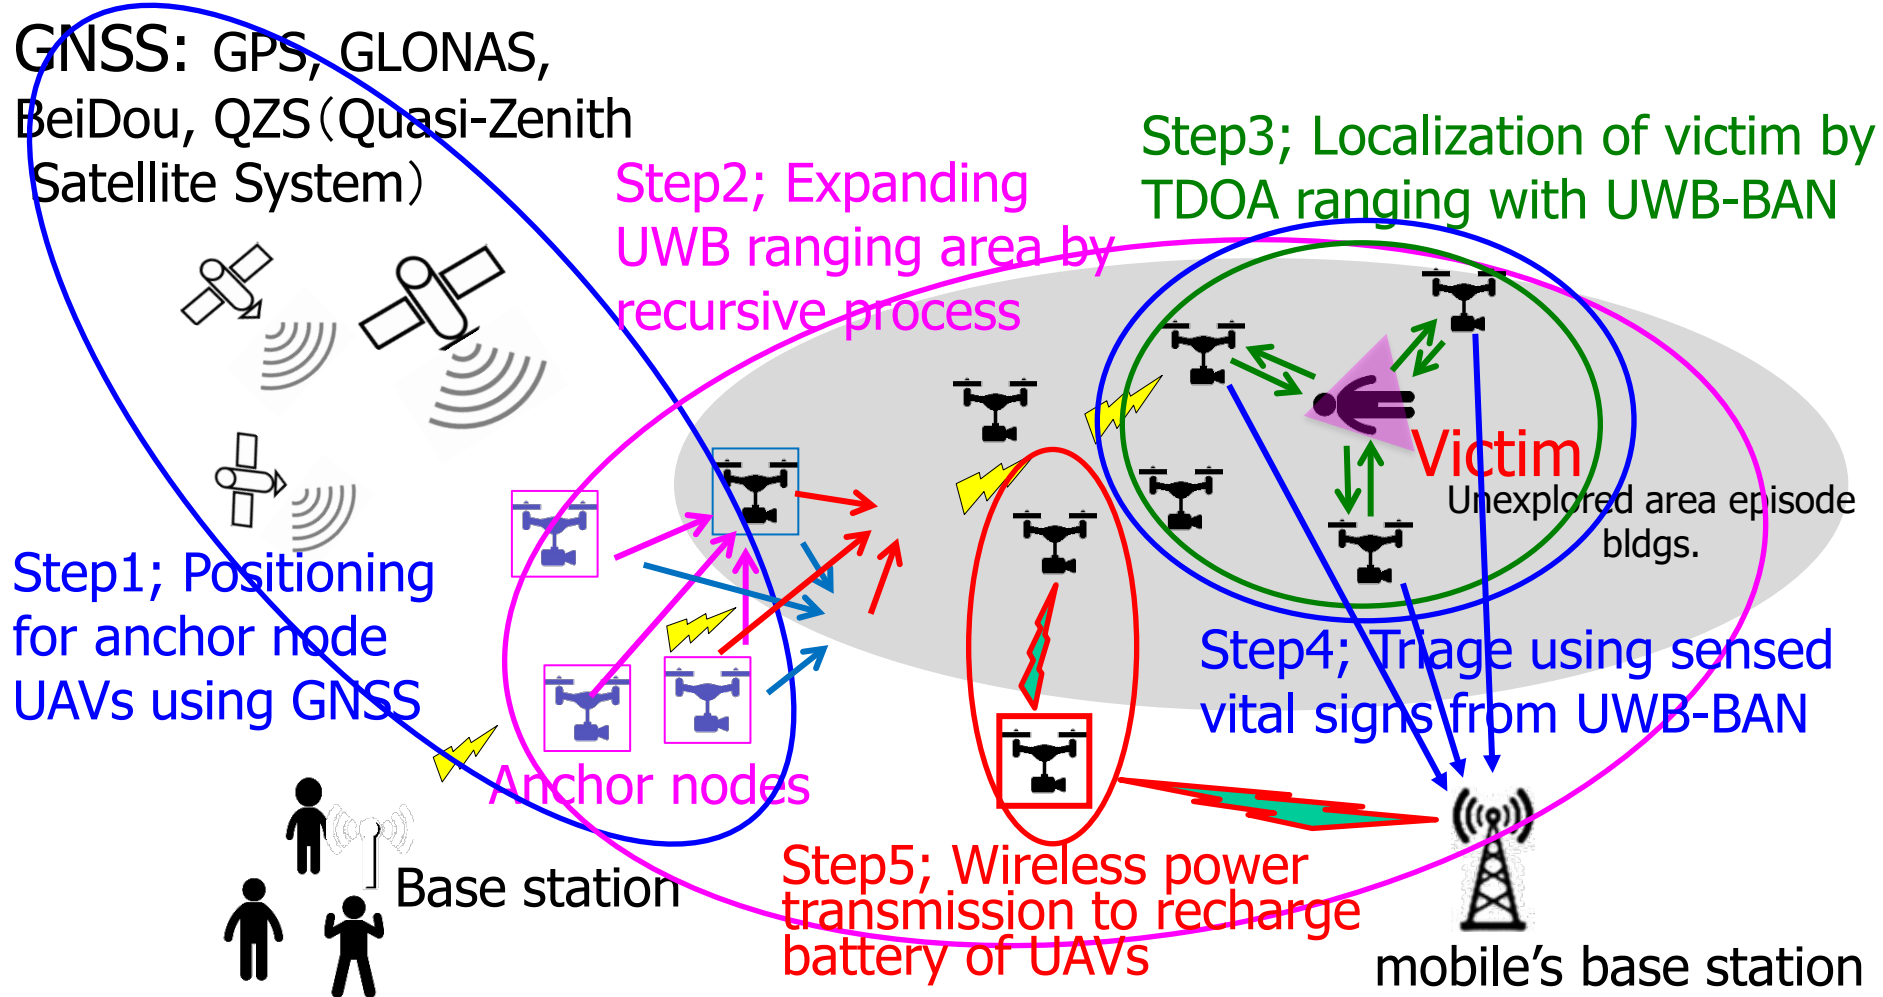 GNSS: GPS, GLONAS,
BeiDou, QZS（Quasi-Zenith
Satellite System）
Step2; Expanding
UWB ranging area by
recursive process
Step3; Localization of victim by
TDOA ranging with UWB-BAN
Victim
Unexplored area episode
bldgs.
Step1; Positioning
for anchor node
UAVs using GNSS
Step4; Triage using sensed
vital signs from UWB-BAN
Anchor nodes
Base station
Step5; Wireless power
transmission to recharge
battery of UAVs
mobile's base station